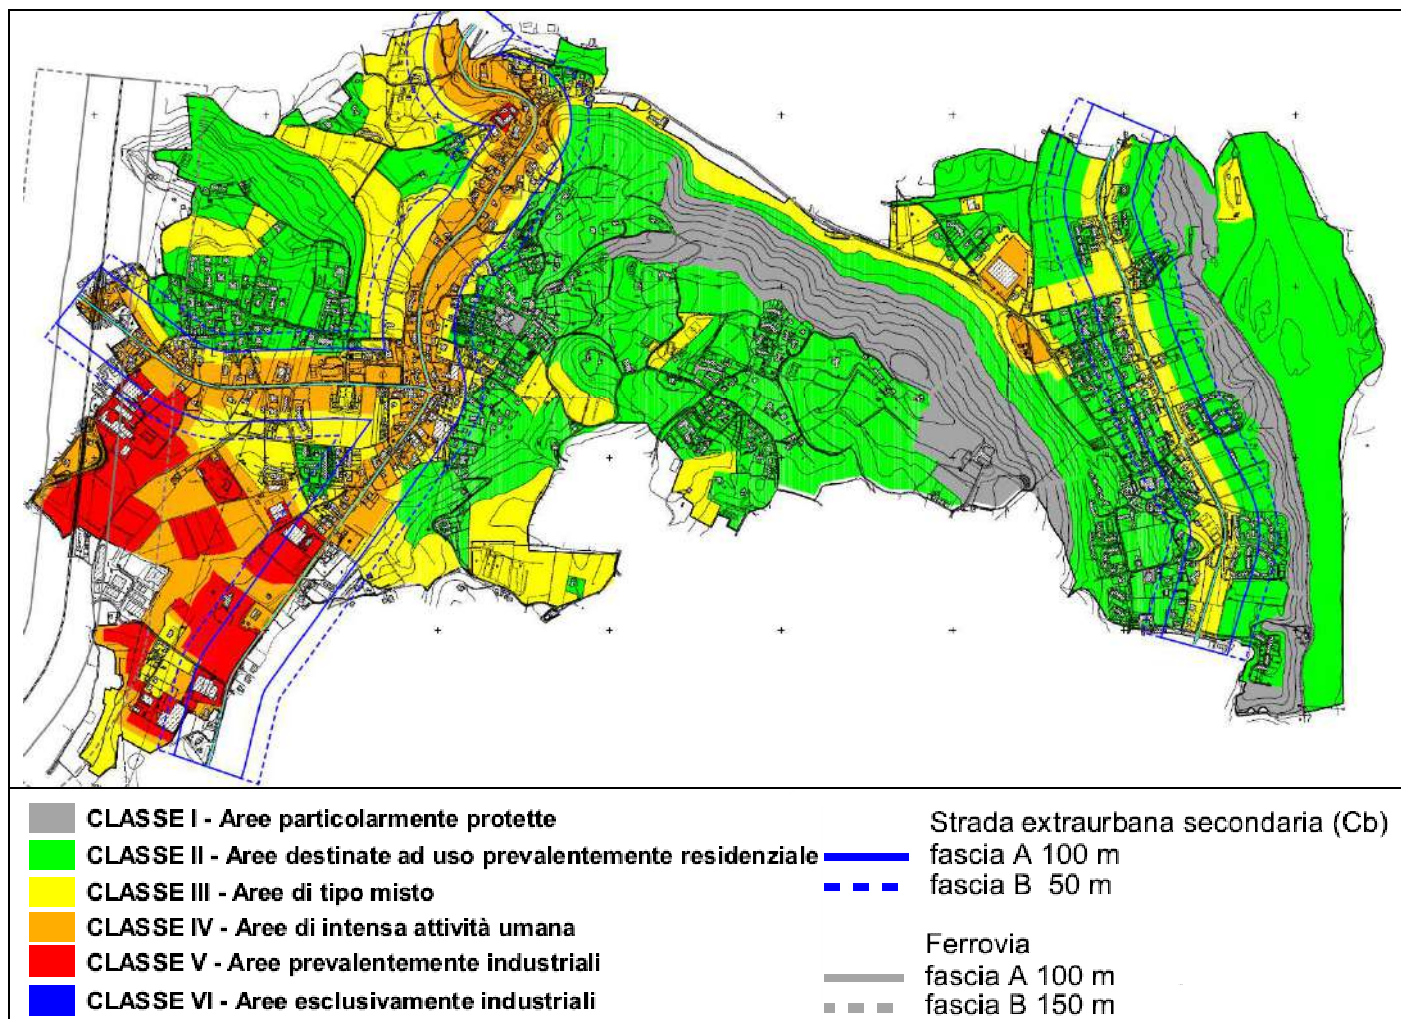 CLASSE I - Aree particolarmente protette
CLASSE II - Aree destinate ad uso prevalentemente residenziale
CLASSE III - Aree di tipo misto
CLASSE IV - Aree di intensa attività umana
CLASSE V - Aree prevalentemente industriali
CLASSE VI - Aree esclusivamente industriali
Strada extraurbana secondaria (Cb)
fascia A 100 m
fascia B 50 m
Ferrovia
fascia A 100 m
fascia B 150 m